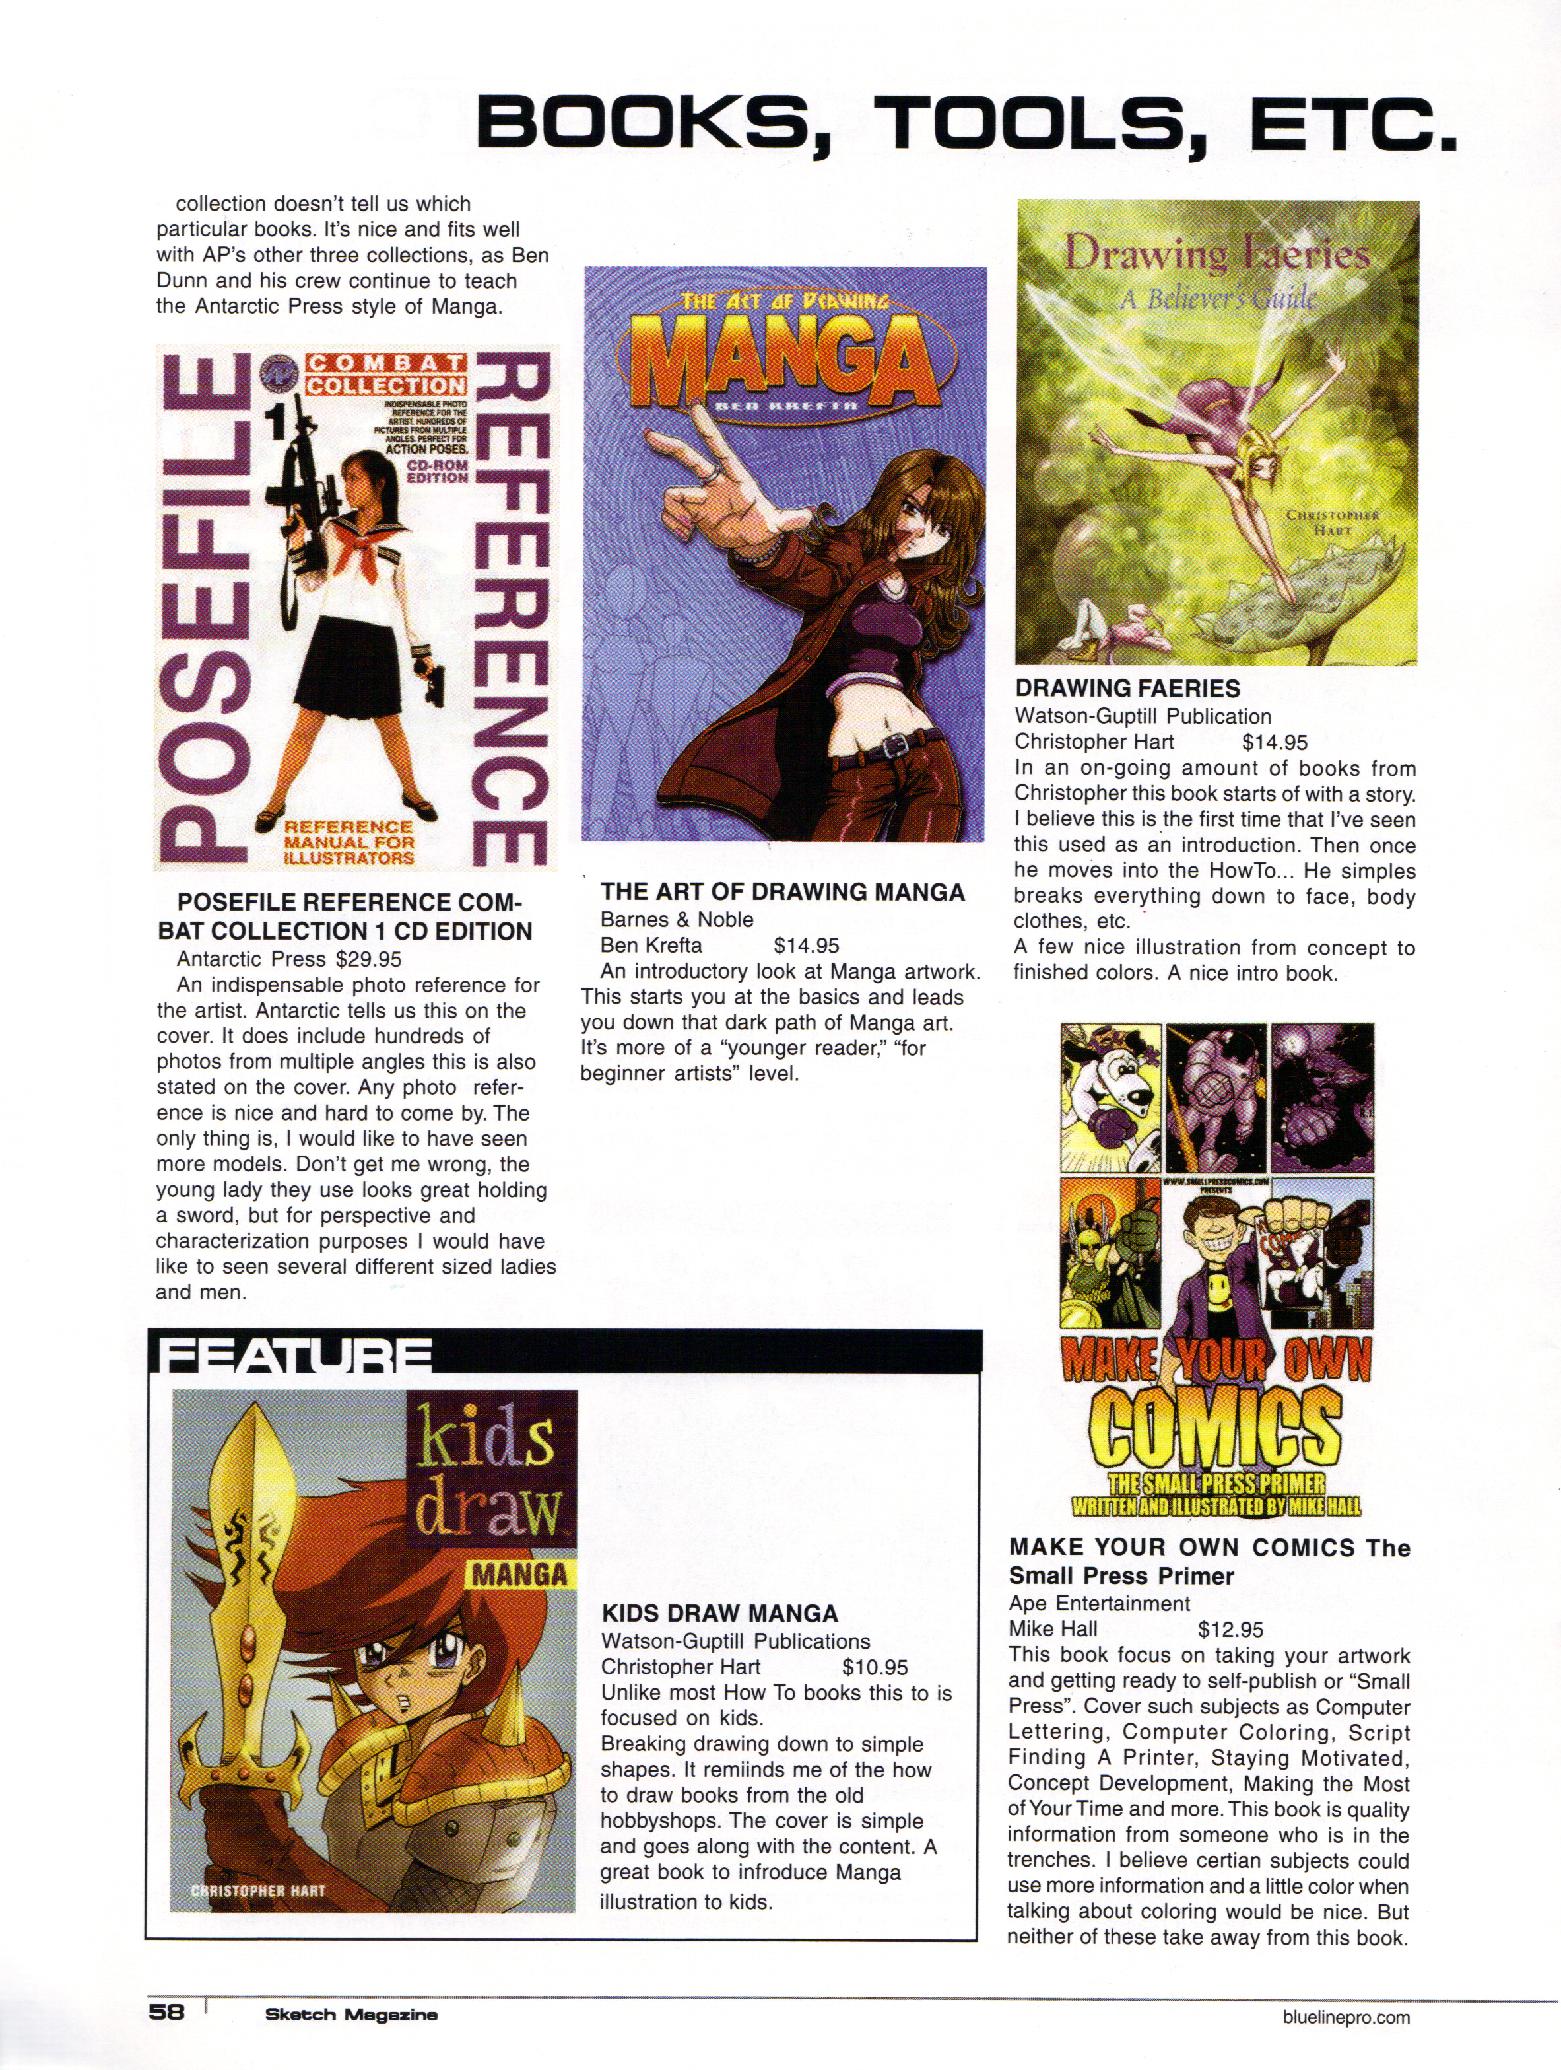 BOOKS, TOOLS, ETC.
collection doesn't tell us which
particular books. It's nice and fits well
with AP's other three collections, as Ben
Dunn and his crew continue to teach
the Antarctic Press style of Manga.
POSEFILE
REFERENCE
COMBAT
COLLECTION
1
INDISPENSABLE PHOTO
REFERENCE FOR THE
ARTIST. HUNDREDS OF
PICTURES FROM MULTIPLE
ANGLES. PERFECT FOR
ACTION POSES.
CD-ROM
EDITION
REFERENCE
MANUAL FOR
ILLUSTRATORS
POSEFILE REFERENCE COM-
BAT COLLECTION 1 CD EDITION
Antarctic Press $29.95
An indispensable photo reference for
the artist. Antarctic tells us this on the
cover. It does include hundreds of
photos from multiple angles this is also
stated on the cover. Any photo refer-
ence is nice and hard to come by. The
only thing is, I would like to have seen
more models. Don't get me wrong, the
young lady they use looks great holding
a sword, but for perspective and
characterization purposes I would have
like to seen several different sized ladies
and men.
THE ART OF DRAWING
MANGA
BEN KREFTA
THE ART OF DRAWING MANGA
Barnes & Noble
Ben Krefta $14.95
An introductory look at Manga artwork.
This starts you at the basics and leads
you down that dark path of Manga art.
It's more of a “younger reader,” “for
beginner artists” level.
Drawing Faeries
A Believer's Guide
CHRISTOPHER
HART
DRAWING FAERIES
Watson-Guptill Publication
Christopher Hart $14.95
In an on-going amount of books from
Christopher this book starts of with a story.
I believe this is the first time that I've seen
this used as an introduction. Then once
he moves into the HowTo... He simples
breaks everything down to face, body
clothes, etc.
A few nice illustration from concept to
finished colors. A nice intro book.
WWW.SMALLPRESSCOMICS.COM
PRESENTS
MAKE YOUR OWN
COMICS
THE SMALL PRESS PRIMER
WRITTEN AND ILLUSTRATED BY MIKE HALL
MAKE YOUR OWN COMICS The
Small Press Primer
Ape Entertainment
Mike Hall $12.95
This book focus on taking your artwork
and getting ready to self-publish or “Small
Press”. Cover such subjects as Computer
Lettering, Computer Coloring, Script
Finding A Printer, Staying Motivated,
Concept Development, Making the Most
of Your Time and more. This book is quality
information from someone who is in the
trenches. I believe certian subjects could
use more information and a little color when
talking about coloring would be nice. But
neither of these take away from this book.
FEATURE
kids
draw
MANGA
CHRISTOPHER HART
KIDS DRAW MANGA
Watson-Guptill Publications
Christopher Hart $10.95
Unlike most How To books this to is
focused on kids.
Breaking drawing down to simple
shapes. It remiinds me of the how
to draw books from the old
hobbyshops. The cover is simple
and goes along with the content. A
great book to infroduce Manga
illustration to kids.
58 Sketch Magazine
bluelinepro.com